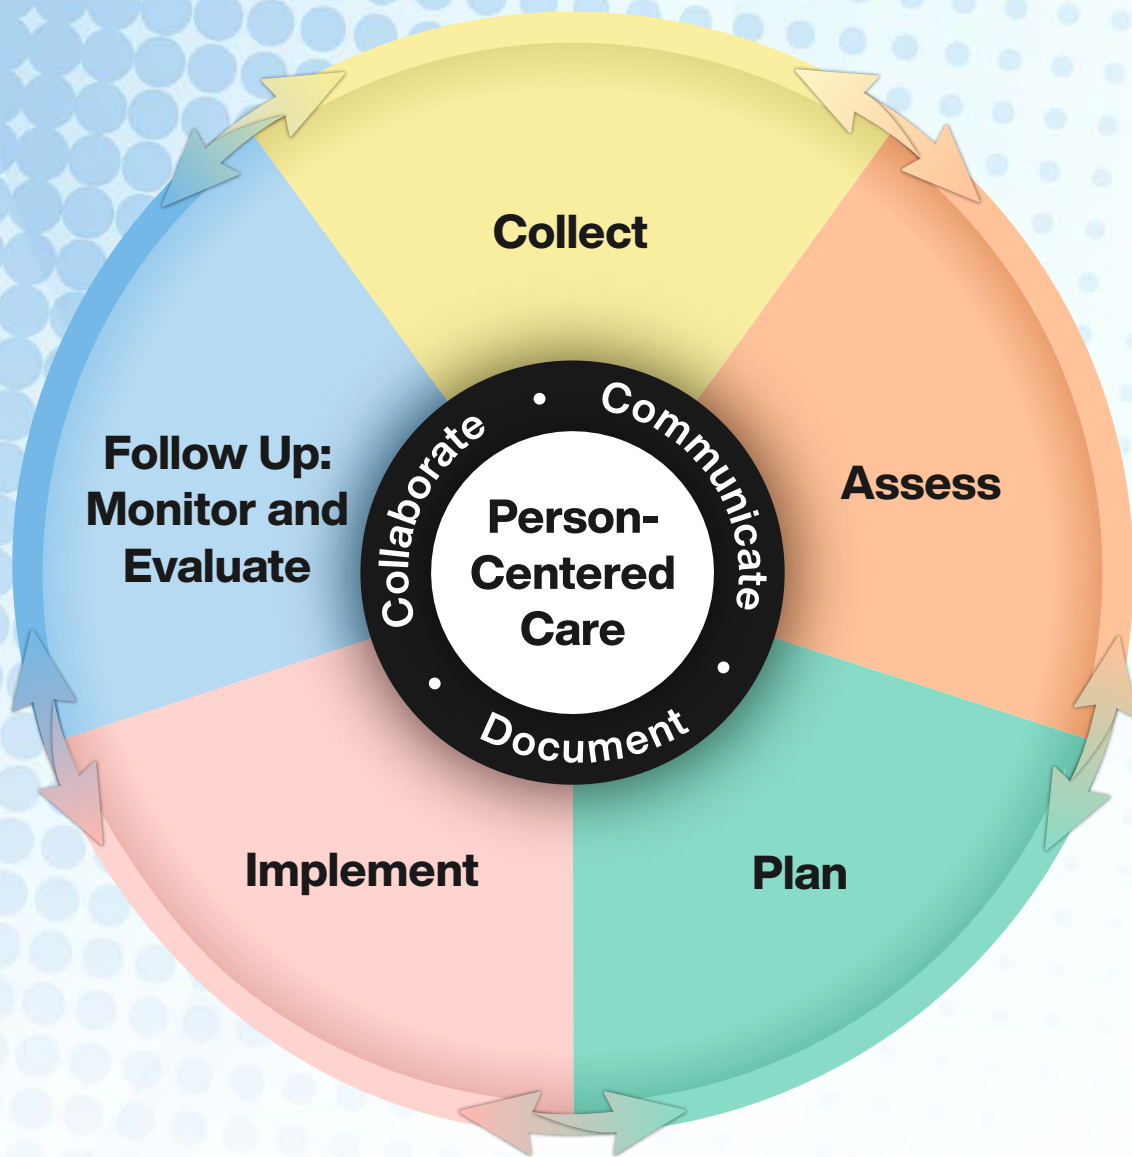 Collect
Assess
Plan
Implement
Follow Up:
Monitor and
Evaluate
Collaborate • Communicate • Document •
Person-
Centered
Care